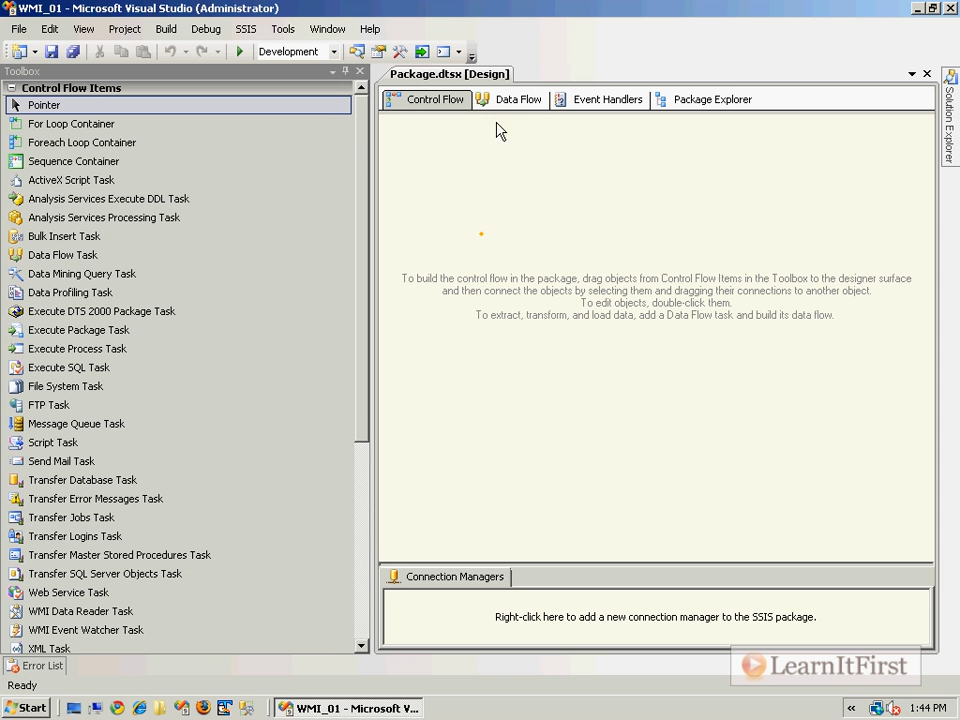 WMI_01 - Microsoft Visual Studio (Administrator)
File Edit View Project Build Debug SSIS Tools Window Help
Development
Toolbox
Package.dtsx [Design]
Control Flow Items
Pointer
Control Flow Data Flow Event Handlers Package Explorer
Solution Explorer
For Loop Container
Foreach Loop Container
Sequence Container
ActiveX Script Task
Analysis Services Execute DDL Task
Analysis Services Processing Task
Bulk Insert Task
Data Flow Task
Data Mining Query Task
Data Profiling Task
Execute DTS 2000 Package Task
Execute Package Task
Execute Process Task
Execute SQL Task
File System Task
FTP Task
Message Queue Task
Script Task
Send Mail Task
Transfer Database Task
Transfer Error Messages Task
Transfer Jobs Task
Transfer Logins Task
Transfer Master Stored Procedures Task
Transfer SQL Server Objects Task
Web Service Task
WMI Data Reader Task
WMI Event Watcher Task
XML Task
To build the control flow in the package, drag objects from Control Flow Items in the Toolbox to the designer surface
and then connect the objects by selecting them and dragging their connections to another object.
To edit objects, double-click them.
To extract, transform, and load data, add a Data Flow task and build its data flow.
Connection Managers
Right-click here to add a new connection manager to the SSIS package.
LearnItFirst
Error List
Ready
Start
WMI_01 - Microsoft V...
1:44 PM